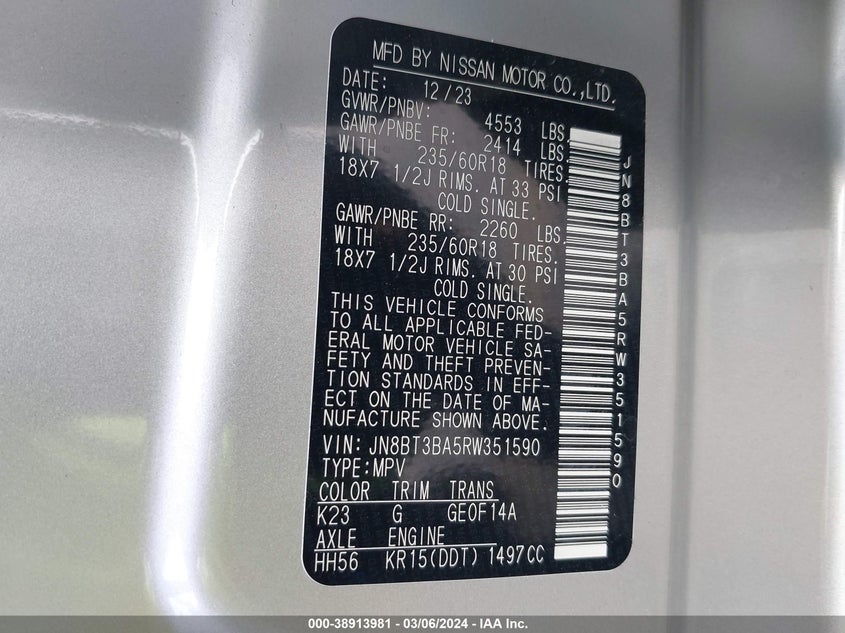 MFD BY NISSAN MOTOR CO.,LTD.
DATE: 12/23
GVWR/PNBV: 4553 LBS.
GAWR/PNBE FR: 2414 LBS.
WITH 235/60R18 TIRES.
18X7 1/2J RIMS. AT 33 PSI
COLD SINGLE.
GAWR/PNBE RR: 2260 LBS.
WITH 235/60R18 TIRES.
18X7 1/2J RIMS. AT 30 PSI
COLD SINGLE.
THIS VEHICLE CONFORMS
TO ALL APPLICABLE FED-
ERAL MOTOR VEHICLE SA-
FETY AND THEFT PREVEN-
TION STANDARDS IN EFF-
ECT ON THE DATE OF MA-
NUFACTURE SHOWN ABOVE.
VIN: JN8BT3BA5RW351590
TYPE:MPV
COLOR TRIM TRANS
K23 G GE0F14A
AXLE ENGINE
HH56 KR15(DDT) 1497CC
JN8BT3BA5RW351590
000-38913981 - 03/06/2024 - IAA Inc.